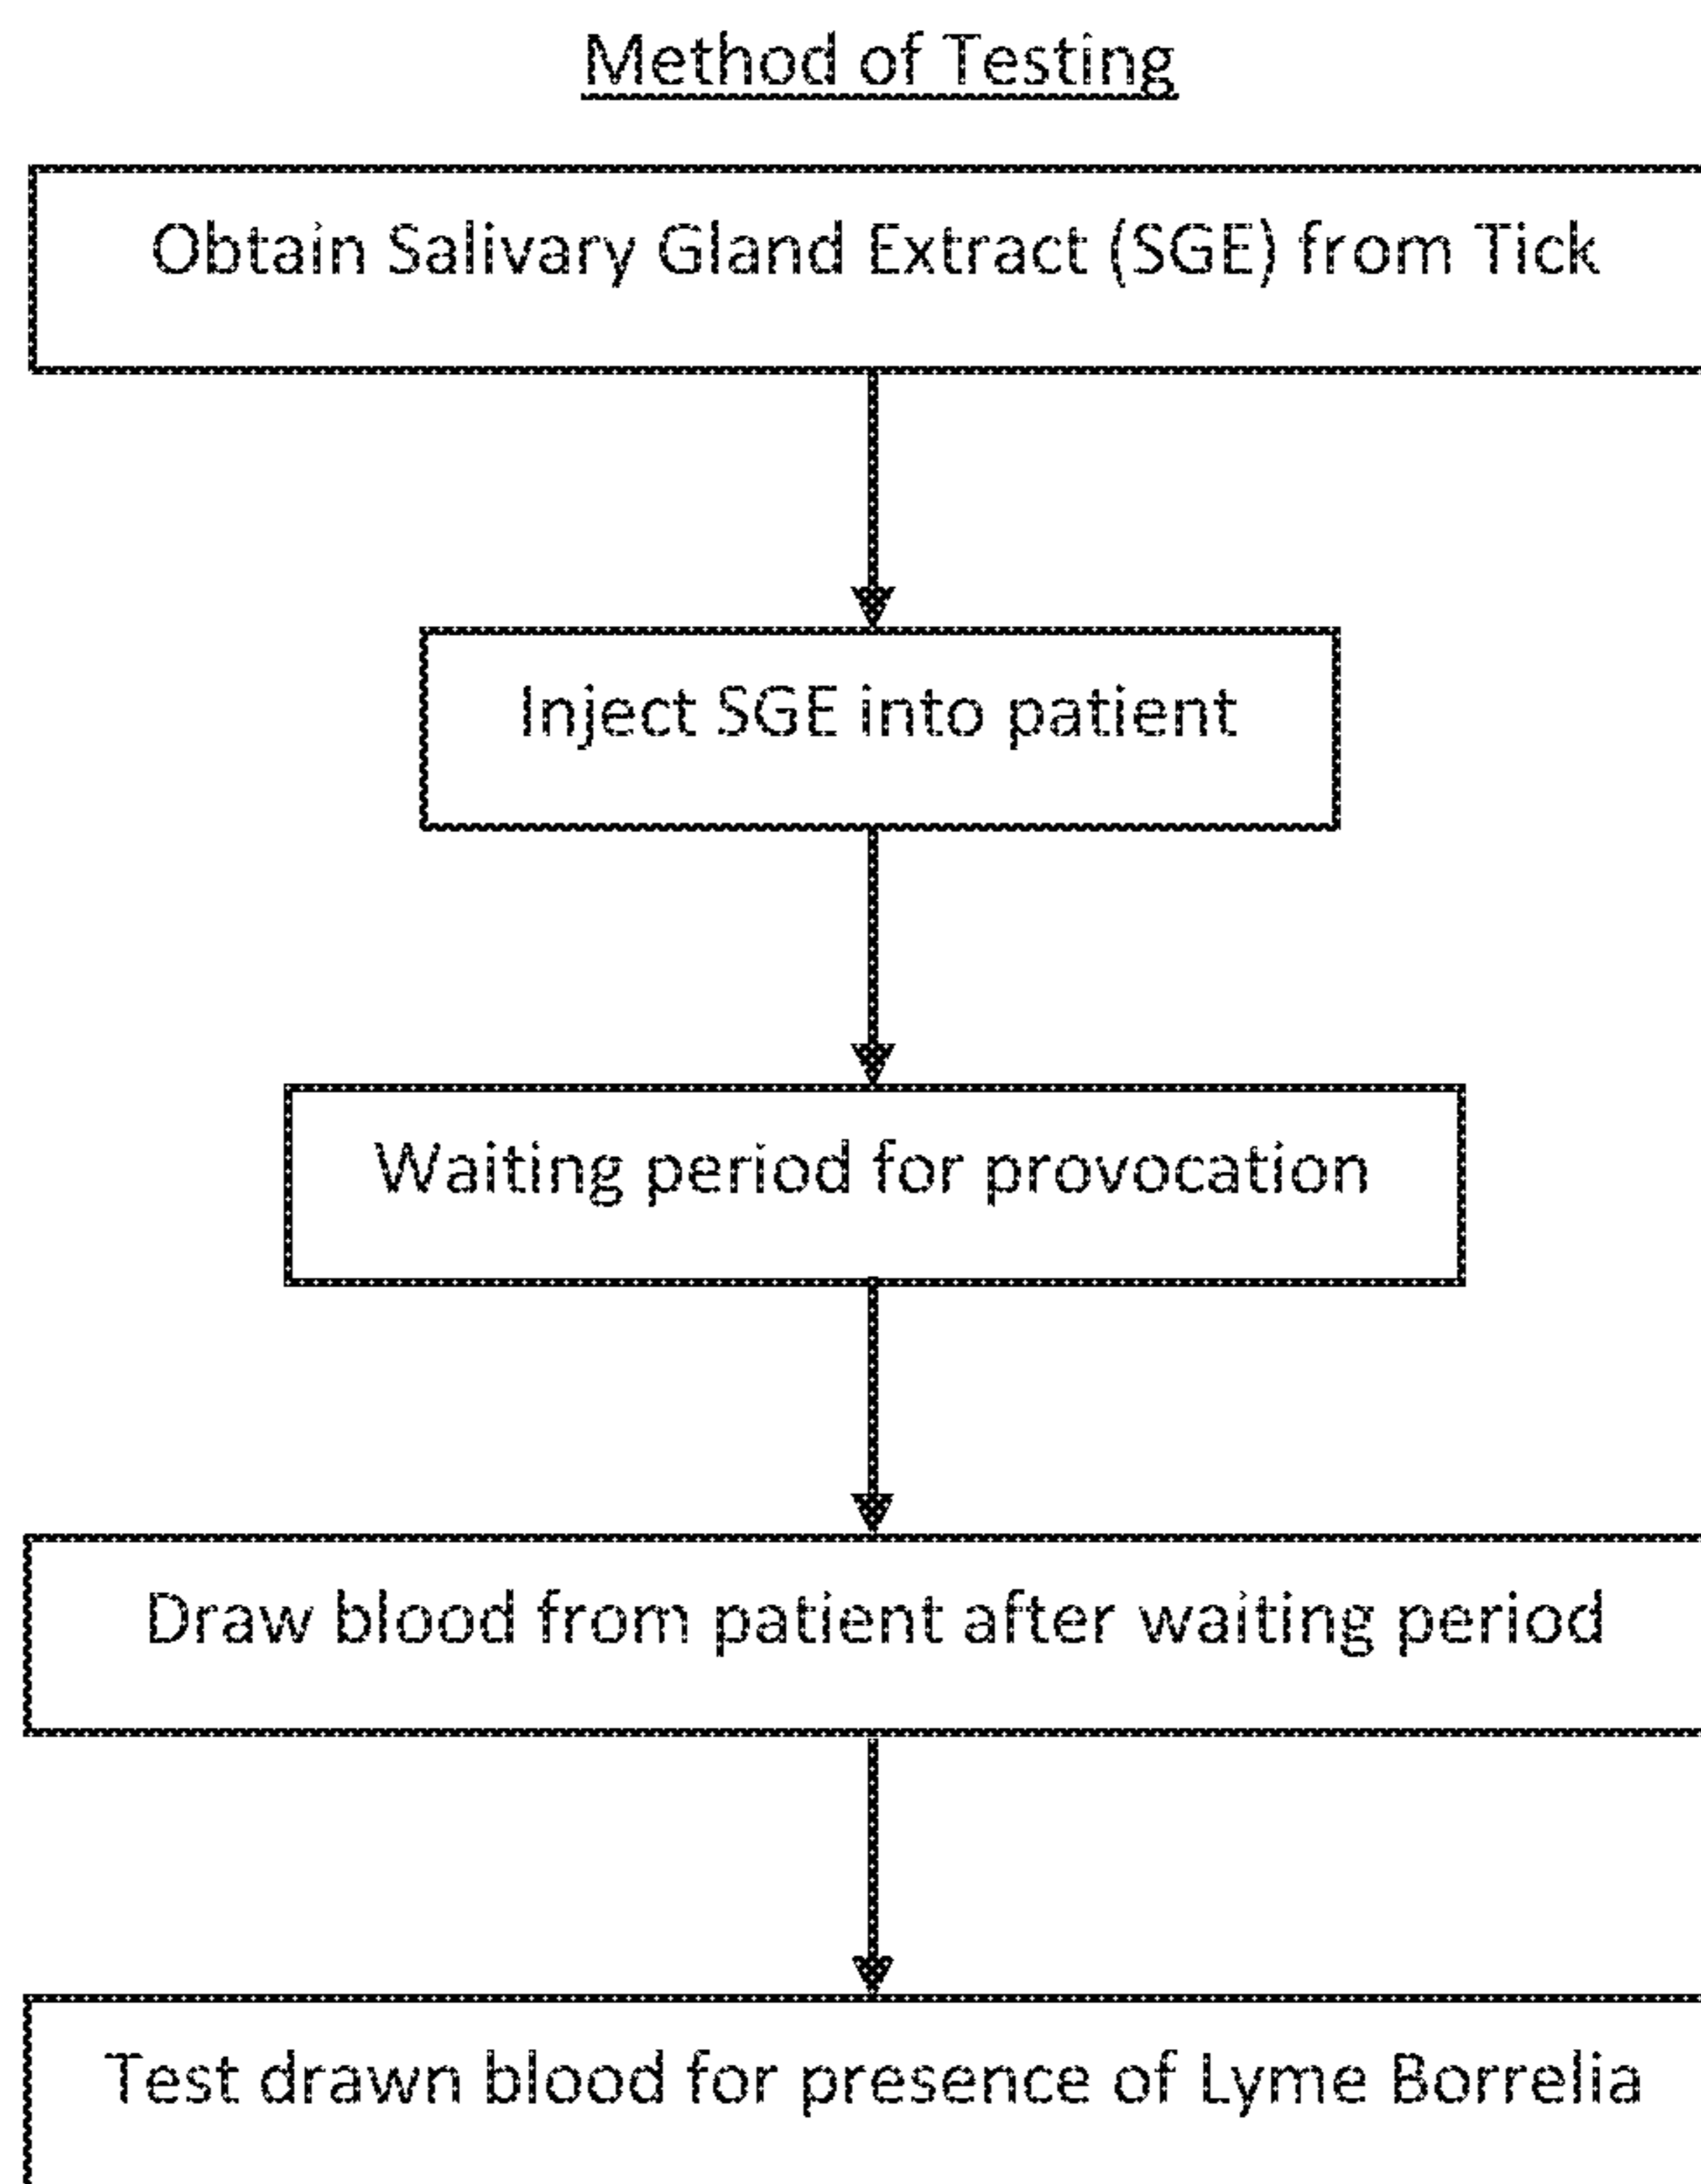 Method of Testing
Obtain Salivary Gland Extract (SGE) from Tick
Inject SGE into patient
Waiting period for provocation
Draw blood from patient after waiting period
Test drawn blood for presence of Lyme Borrelia